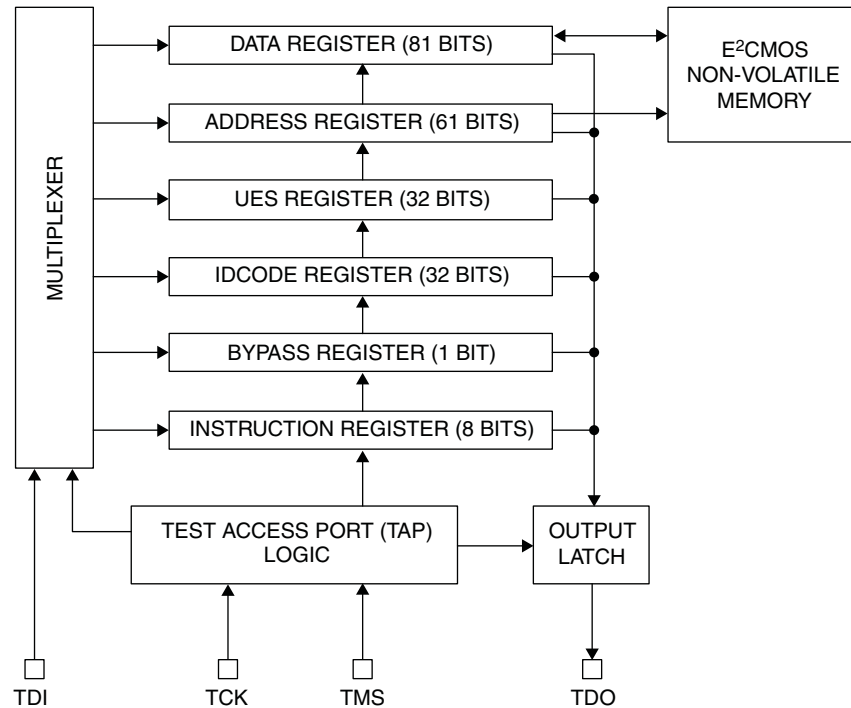 MULTIPLEXER
DATA REGISTER (81 BITS)
ADDRESS REGISTER (61 BITS)
UES REGISTER (32 BITS)
IDCODE REGISTER (32 BITS)
BYPASS REGISTER (1 BIT)
INSTRUCTION REGISTER (8 BITS)
E²CMOS
NON-VOLATILE
MEMORY
TEST ACCESS PORT (TAP)
LOGIC
OUTPUT
LATCH
TDI
TCK
TMS
TDO